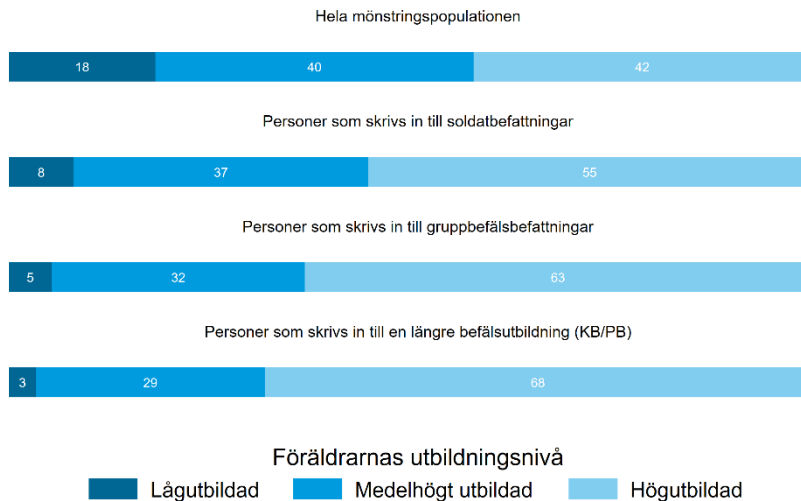 Hela mönstringspopulationen
18 40 42
Personer som skrivs in till soldatbefattningar
8 37 55
Personer som skrivs in till gruppbefälsbefattningar
5 32 63
Personer som skrivs in till en längre befälsutbildning (KB/PB)
3 29 68
Föräldrarnas utbildningsnivå
Lågutbildad Medelhögt utbildad Högutbildad